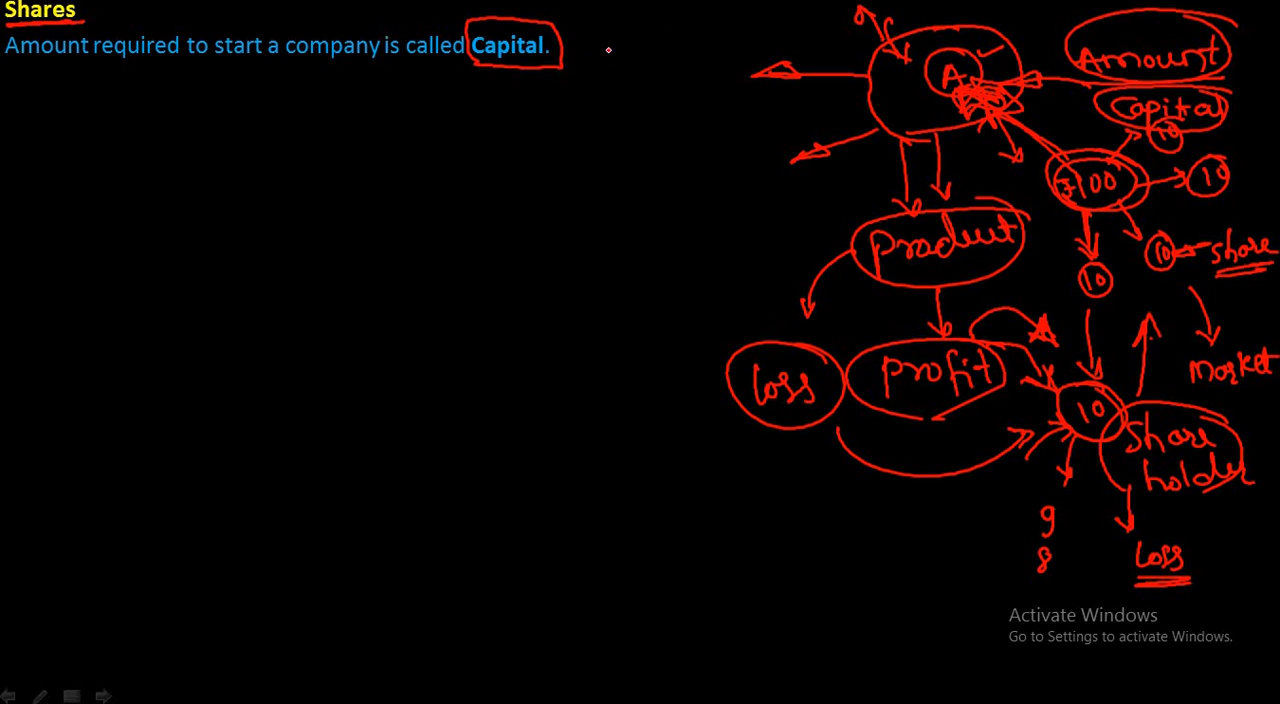 Shares
Amount required to start a company is called Capital.
Amount
A
Capital
10
₹100
10
Product
10
share
10
Loss
Profit
Market
10
Share
holder
9
8
Loss
Activate Windows
Go to Settings to activate Windows.